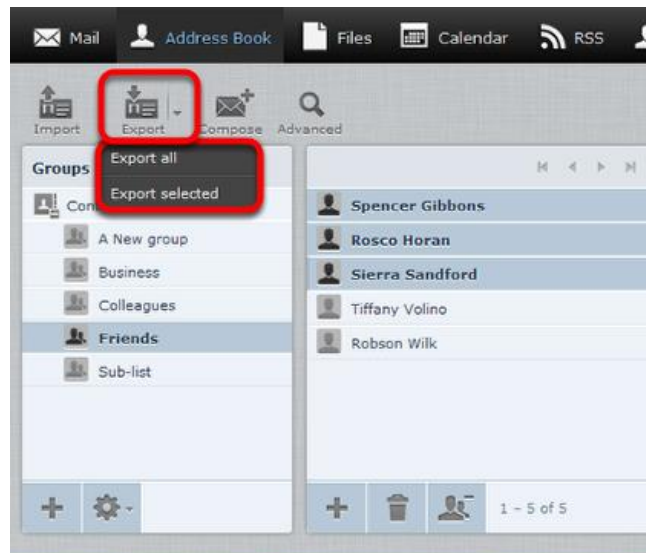 Mail Address Book Files Calendar RSS
Import Export Compose Advanced
Export all
Export selected
Groups
Con
A New group
Business
Colleagues
Friends
Sub-list
Spencer Gibbons
Rosco Horan
Sierra Sandford
Tiffany Volino
Robson Wilk
1 – 5 of 5